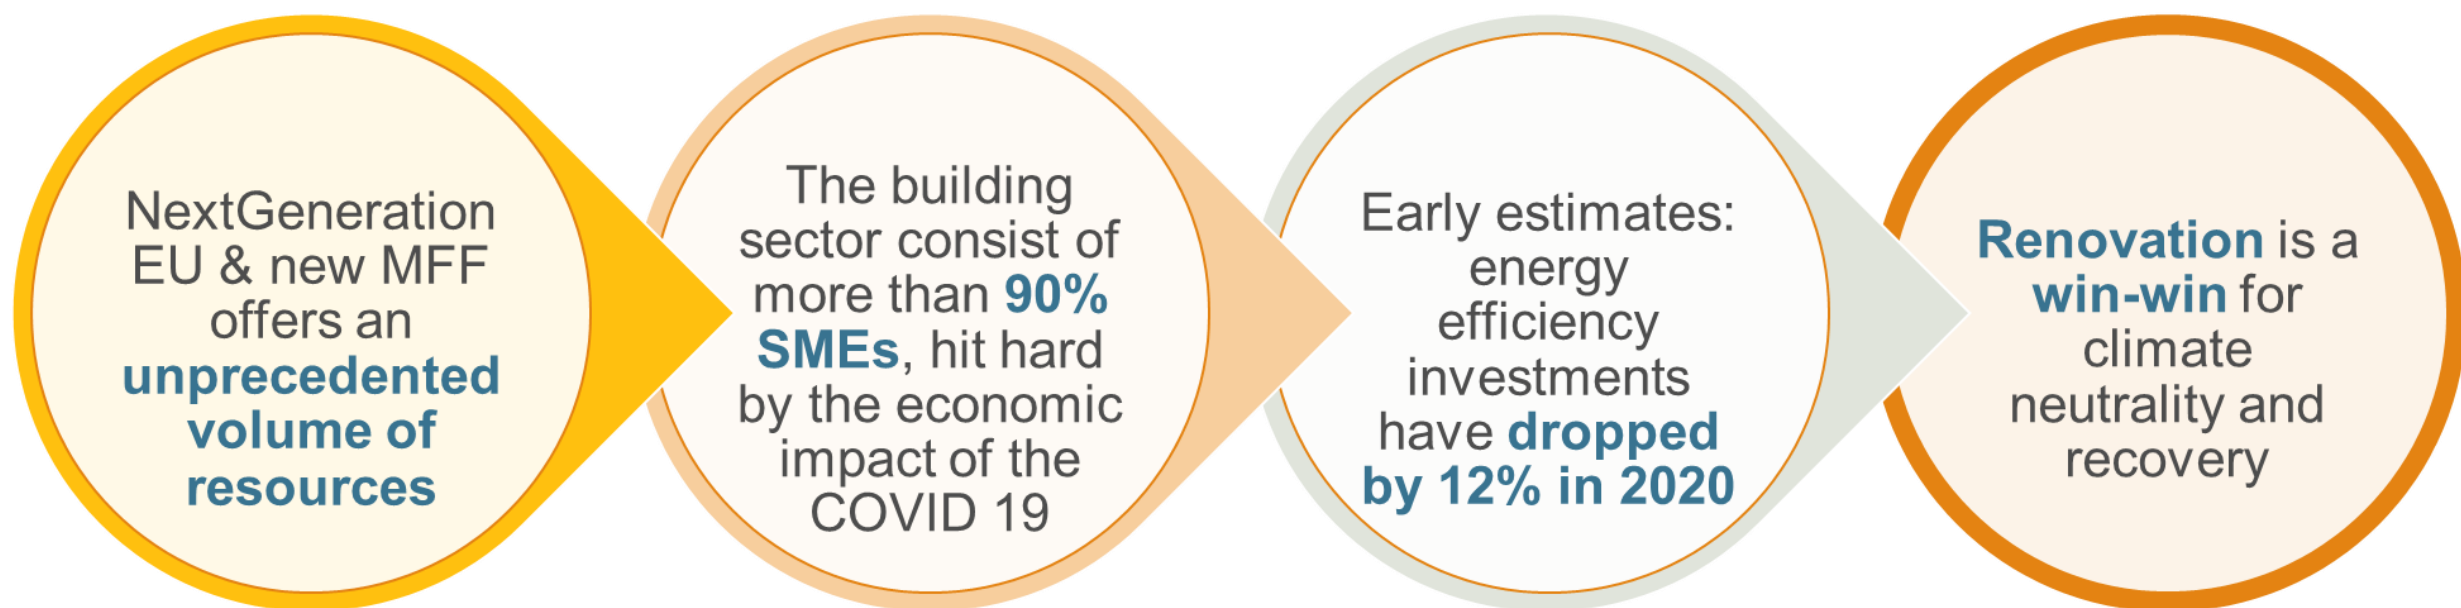 NextGeneration
EU & new MFF
offers an
unprecedented
volume of
resources
The building
sector consist of
more than 90%
SMEs, hit hard
by the economic
impact of the
COVID 19
Early estimates:
energy
efficiency
investments
have dropped
by 12% in 2020
Renovation is a
win-win for
climate
neutrality and
recovery